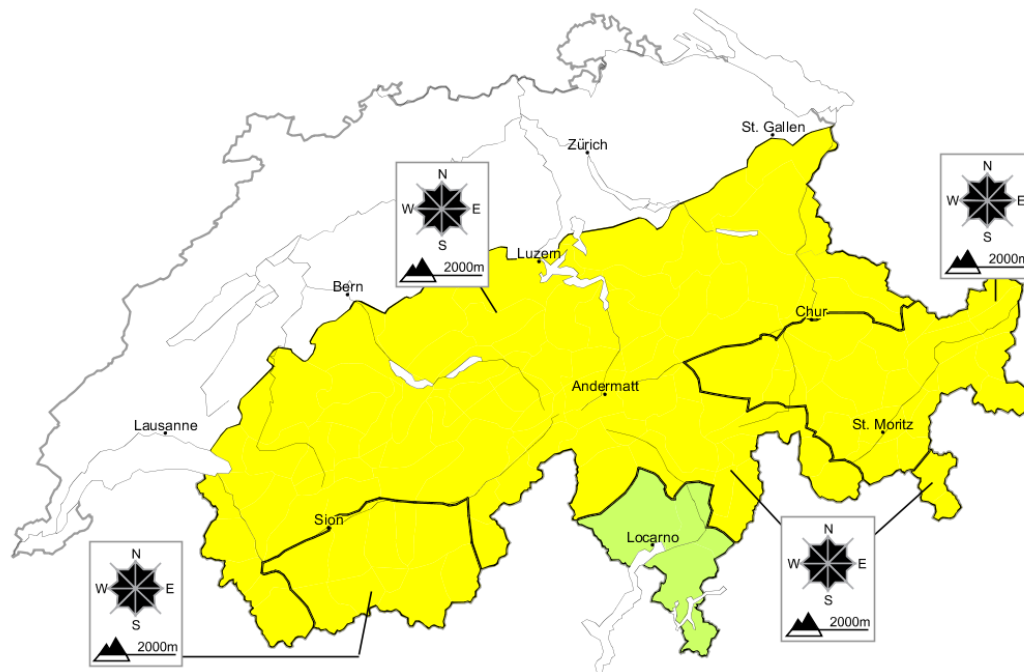 St. Gallen
Zürich
N
W E
S
2000m
N
W E
S
2000m
Luzern
Bern
Chur
Andermatt
Lausanne
St. Moritz
Sion
Locarno
N
W E
S
2000m
N
W E
S
2000m